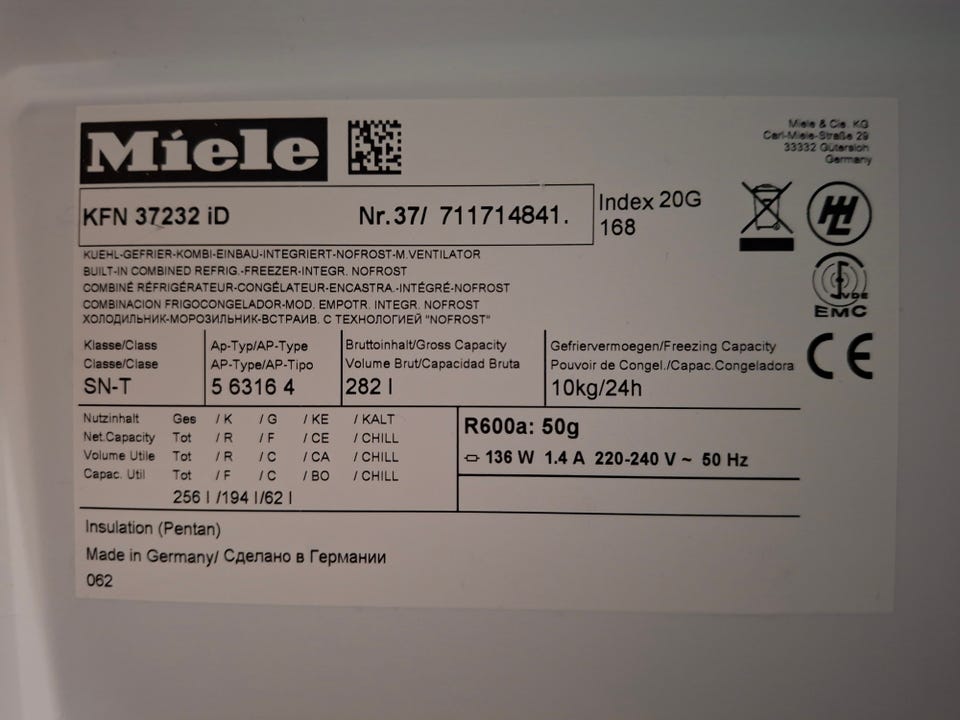 Miele
Miele & Cie. KG
Carl-Miele-Straße 29
33332 Gütersloh
Germany
KFN 37232 iD Nr.37/ 711714841.
Index 20G
168
KUEHL-GEFRIER-KOMBI-EINBAU-INTEGRIERT-NOFROST-M.VENTILATOR
BUILT-IN COMBINED REFRIG.-FREEZER-INTEGR. NOFROST
COMBINÉ RÉFRIGÉRATEUR-CONGÉLATEUR-ENCASTRA.-INTÉGRÉ-NOFROST
COMBINACION FRIGOCONGELADOR-MOD. EMPOTR. INTEGR. NOFROST
ХОЛОДИЛЬНИК-МОРОЗИЛЬНИК-ВСТРАИВ. С ТЕХНОЛОГИЕЙ "NOFROST"
VDE
EMC
CE
Klasse/Class
Classe/Clase
SN-T
Ap-Typ/AP-Type
AP-Type/AP-Tipo
5 6316 4
Bruttoinhalt/Gross Capacity
Volume Brut/Capacidad Bruta
282 l
Gefriervermoegen/Freezing Capacity
Pouvoir de Congel./Capac.Congeladora
10kg/24h
Nutzinhalt Ges / K / G / KE / KALT
Net.Capacity Tot / R / F / CE / CHILL
Volume Utile Tot / R / C / CA / CHILL
Capac. Util Tot / F / C / BO / CHILL
256 l /194 l/62 l
R600a: 50g
136 W 1.4 A 220-240 V ~ 50 Hz
Insulation (Pentan)
Made in Germany/ Сделано в Германии
062